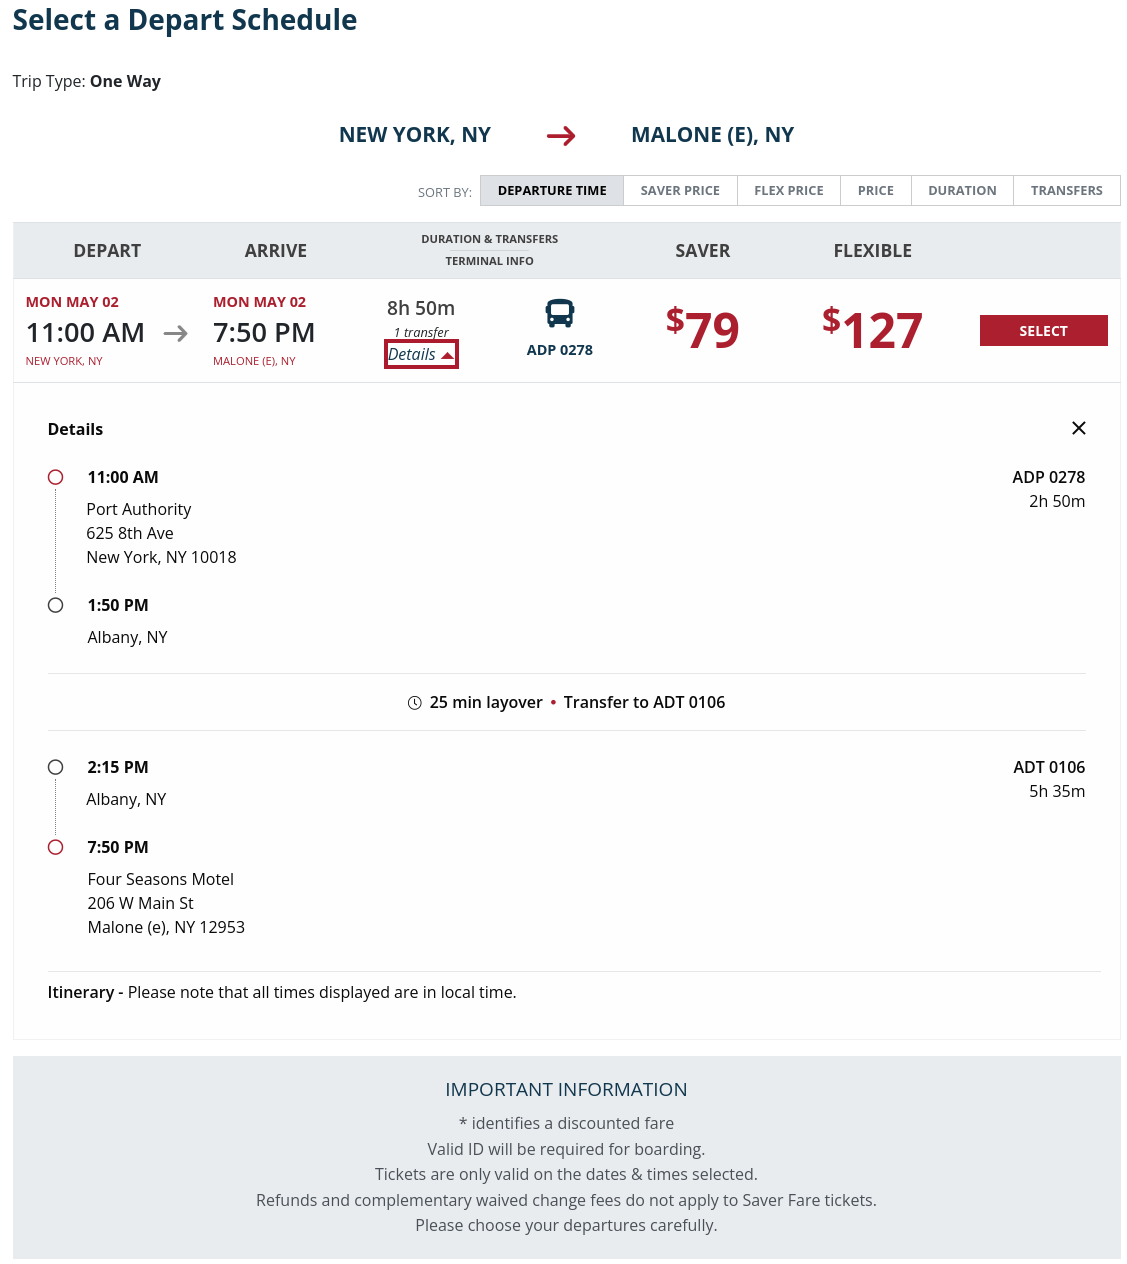 Select a Depart Schedule
Trip Type: One Way
NEW YORK, NY → MALONE (E), NY
SORT BY: DEPARTURE TIME SAVER PRICE FLEX PRICE PRICE DURATION TRANSFERS
DEPART ARRIVE DURATION & TRANSFERS TERMINAL INFO SAVER FLEXIBLE
MON MAY 02 MON MAY 02
11:00 AM → 7:50 PM
NEW YORK, NY MALONE (E), NY
8h 50m
1 transfer
Details
ADP 0278
$79 $127 SELECT
Details
11:00 AM ADP 0278
2h 50m
Port Authority
625 8th Ave
New York, NY 10018
1:50 PM
Albany, NY
25 min layover • Transfer to ADT 0106
2:15 PM ADT 0106
5h 35m
Albany, NY
7:50 PM
Four Seasons Motel
206 W Main St
Malone (e), NY 12953
Itinerary - Please note that all times displayed are in local time.
IMPORTANT INFORMATION
* identifies a discounted fare
Valid ID will be required for boarding.
Tickets are only valid on the dates & times selected.
Refunds and complementary waived change fees do not apply to Saver Fare tickets.
Please choose your departures carefully.